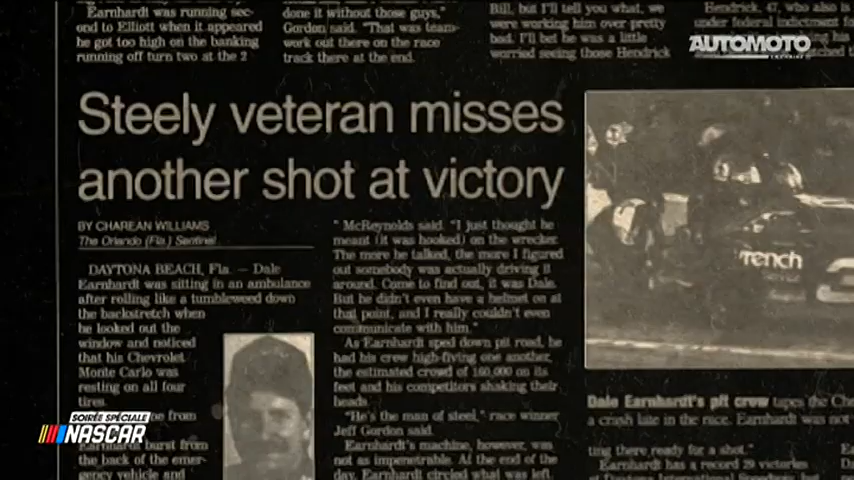 Earnhardt was running sec-
ond to Elliott when it appeared
he got too high on the banking
running off turn two at the 2
done it without those guys,"
Gordon said. "That was team-
work out there on the race
track there at the end.
Bill, but I'll tell you what, we
were working him over pretty
bad. I'll bet he was a little
worried seeing those Hendrick
Hendrick, 47, who also is
under federal indictment
AUTOMOTO
Steely veteran misses
another shot at victory
BY CHAREAN WILLIAMS
The Orlando (Fla.) Sentinel
DAYTONA BEACH, Fla. — Dale
Earnhardt was sitting in an ambulance
after rolling like a tumbleweed down
the backstretch when
he looked out the
window and noticed
that his Chevrolet
Monte Carlo was
resting on all four
tires.
from
Earnhardt burst from
the back of the emer-
gency vehicle and
" McReynolds said. "I just thought he
meant (it was hooked) on the wrecker.
The more he talked, the more I figured
out somebody was actually driving it
around. Come to find out, it was Dale.
But he didn't even have a helmet on at
that point, and I really couldn't even
communicate with him."
As Earnhardt sped down pit road, he
had his crew high-fiving one another,
the estimated crowd of 160,000 on its
feet and his competitors shaking their
heads.
"He's the man of steel," race winner
Jeff Gordon said.
Earnhardt's machine, however, was
not as impenetrable. At the end of the
day, Earnhardt circled what was left,
wrench
3
Dale Earnhardt's pit crew tapes the Che
a crash late in the race. Earnhardt was not
ting there ready for a shot."
Earnhardt has a record 29 victories
at Daytona International Speedway, but
SOIRÉE SPÉCIALE
NASCAR